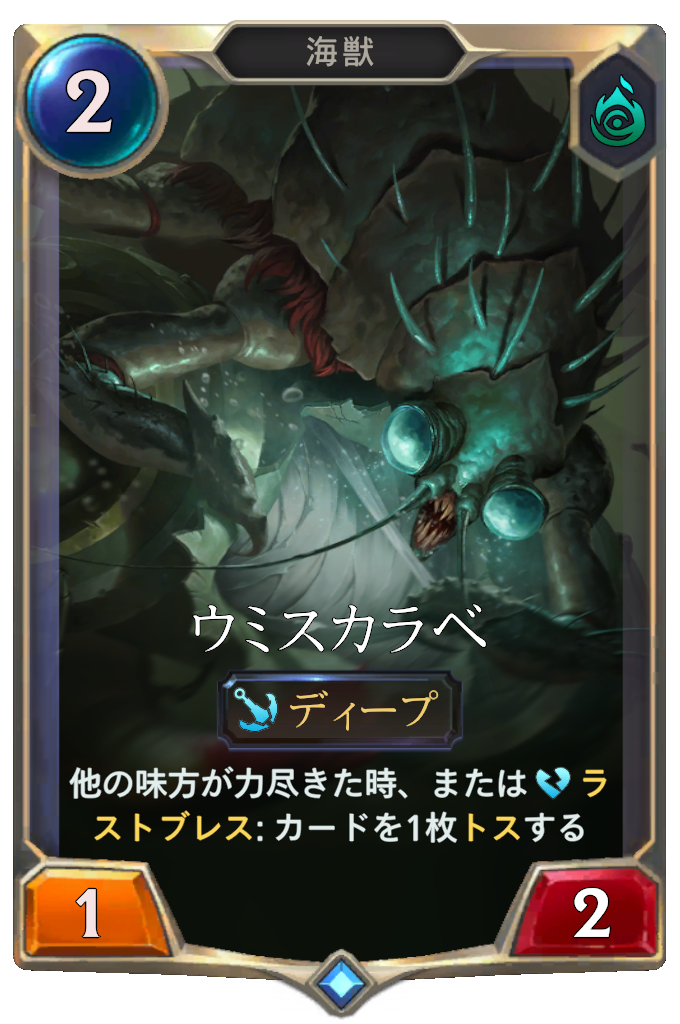 海獣
2
ウミスカラベ
ディープ
他の味方が力尽きた時、または ラ
ストブレス: カードを1枚トスする
1
2